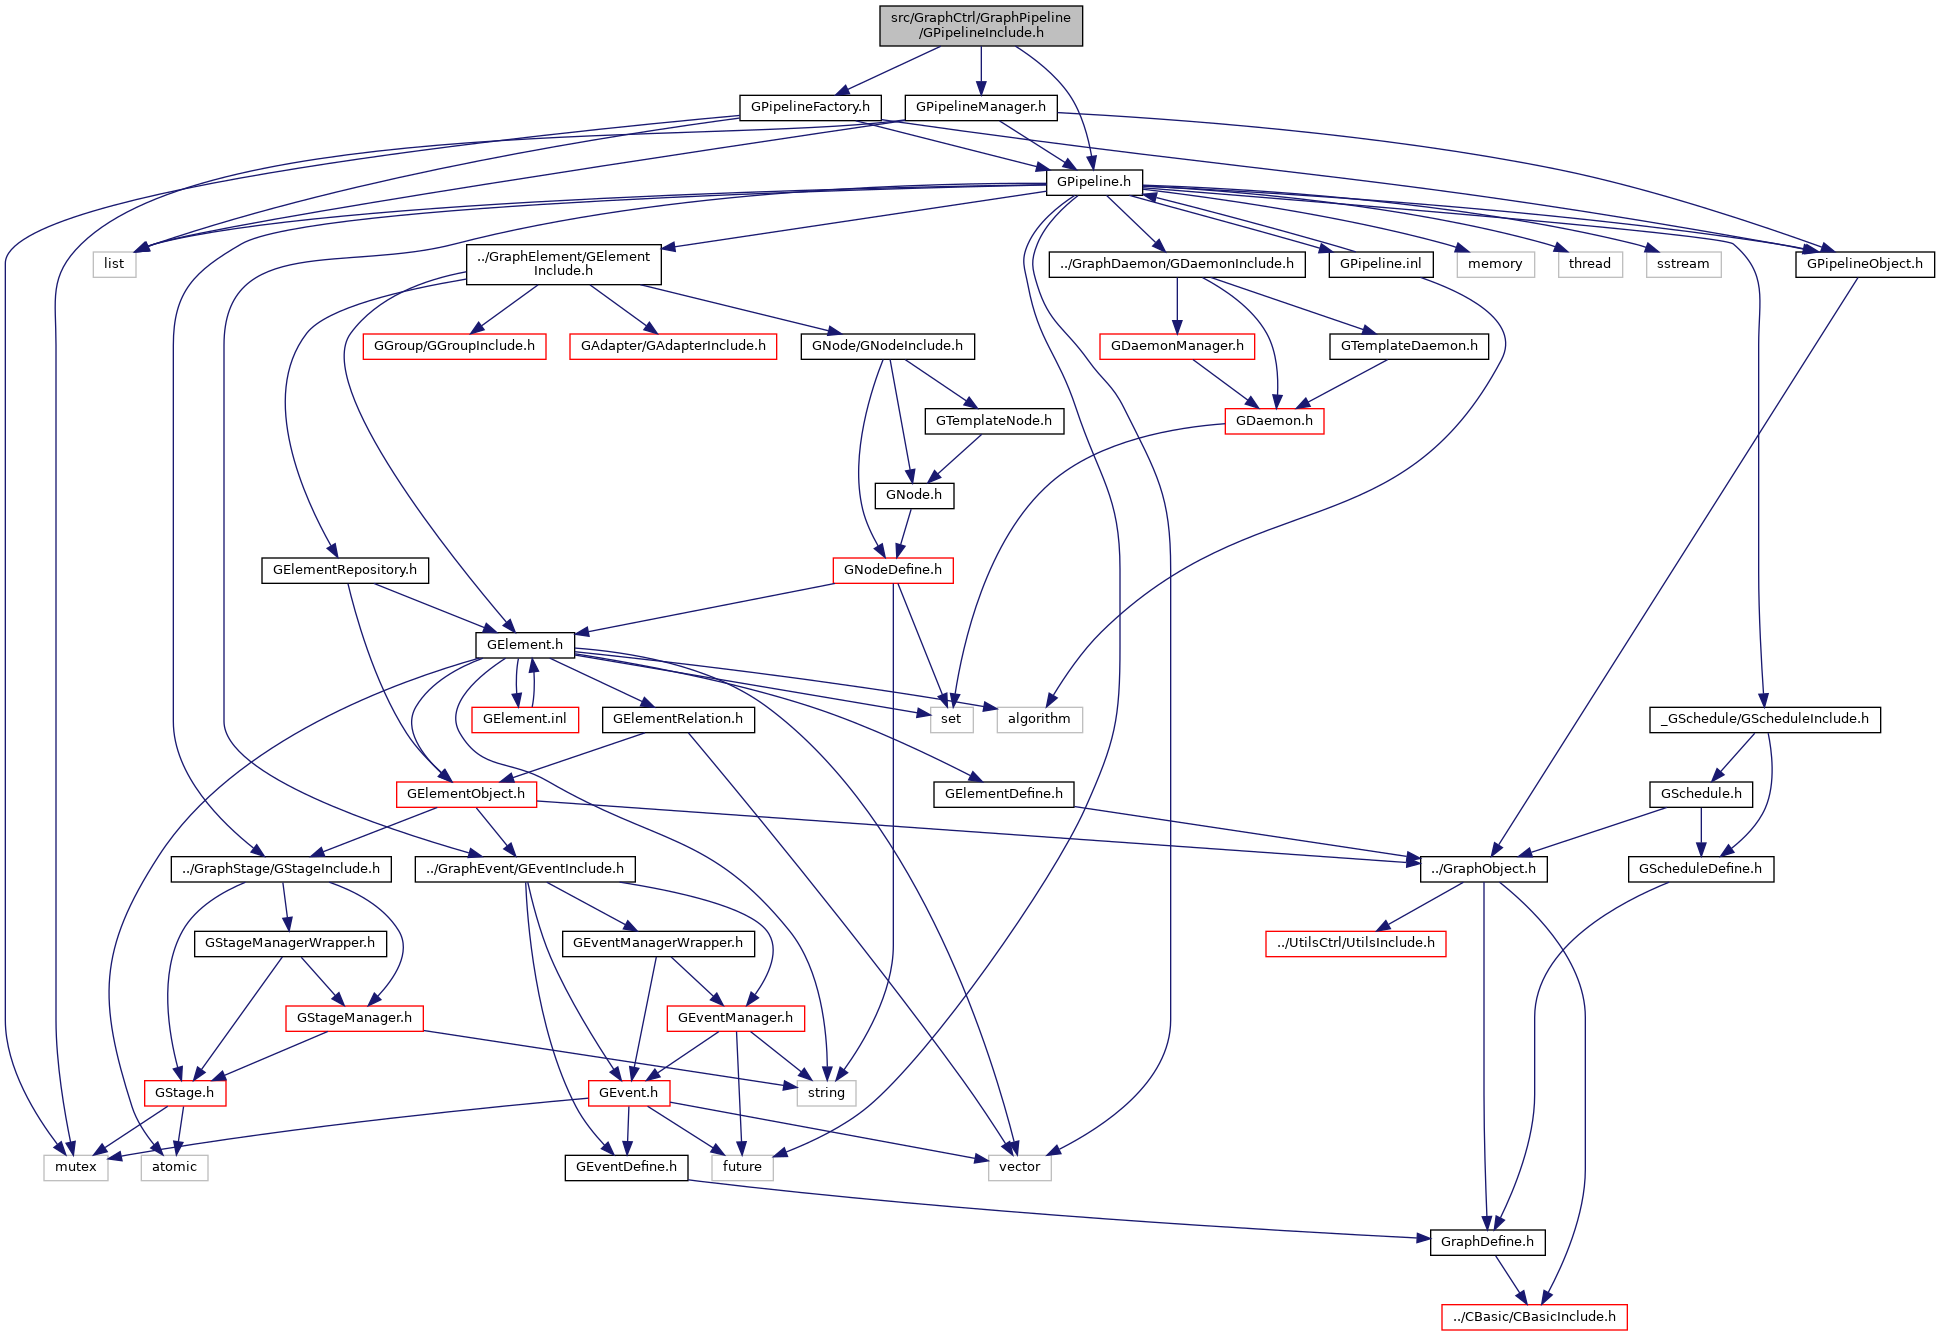 src/GraphCtrl/GraphPipeline
/GPipelineInclude.h
GPipelineFactory.h
GPipelineManager.h
GPipeline.h
list
../GraphElement/GElement
Include.h
../GraphDaemon/GDaemonInclude.h
GPipeline.inl
memory
thread
sstream
GPipelineObject.h
GGroup/GGroupInclude.h
GAdapter/GAdapterInclude.h
GNode/GNodeInclude.h
GDaemonManager.h
GTemplateDaemon.h
GTemplateNode.h
GDaemon.h
GNode.h
GElementRepository.h
GNodeDefine.h
GElement.h
GElement.inl
GElementRelation.h
set
algorithm
_GSchedule/GScheduleInclude.h
GElementObject.h
GElementDefine.h
GSchedule.h
../GraphStage/GStageInclude.h
../GraphEvent/GEventInclude.h
../GraphObject.h
GScheduleDefine.h
GStageManagerWrapper.h
GEventManagerWrapper.h
../UtilsCtrl/UtilsInclude.h
GStageManager.h
GEventManager.h
GStage.h
GEvent.h
string
mutex
atomic
GEventDefine.h
future
vector
GraphDefine.h
../CBasic/CBasicInclude.h